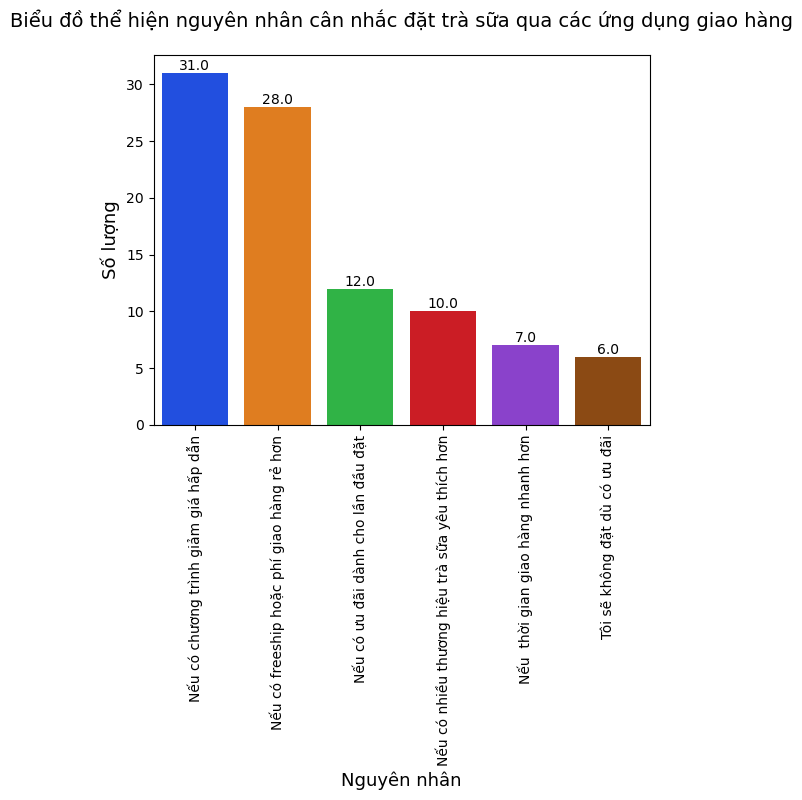 Biểu đồ thể hiện nguyên nhân cân nhắc đặt trà sữa qua các ứng dụng giao hàng
Số lượng
30
25
20
15
10
5
0
31.0
28.0
12.0
10.0
7.0
6.0
Nếu có chương trình giảm giá hấp dẫn
Nếu có freeship hoặc phí giao hàng rẻ hơn
Nếu có ưu đãi dành cho lần đầu đặt
Nếu có nhiều thương hiệu trà sữa yêu thích hơn
Nếu  thời gian giao hàng nhanh hơn
Tôi sẽ không đặt dù có ưu đãi
Nguyên nhân